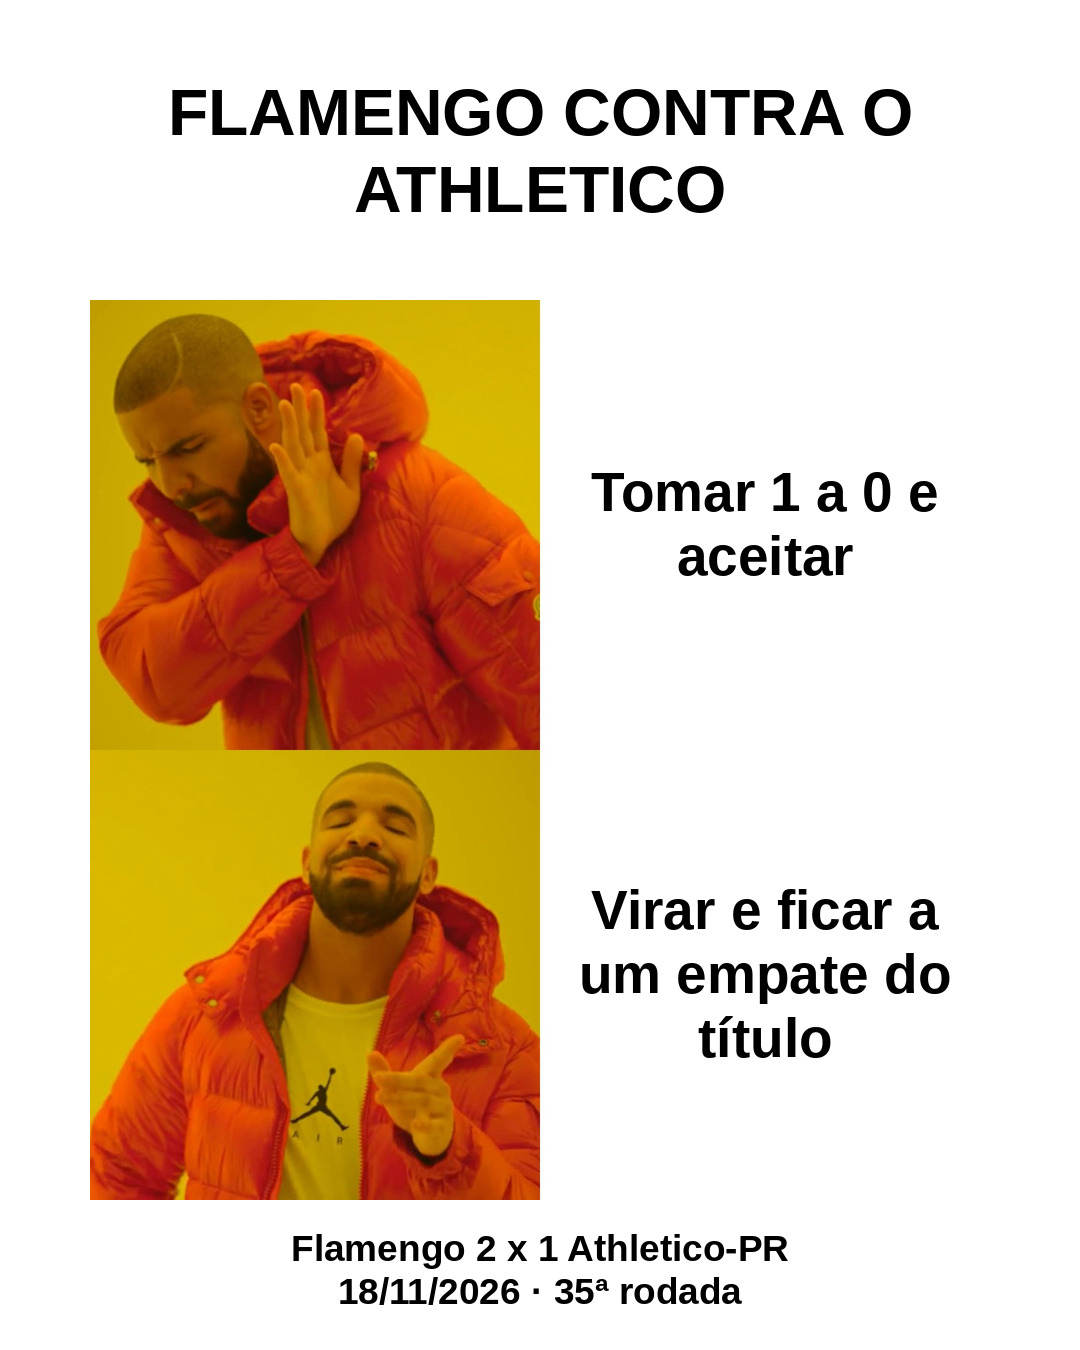 FLAMENGO CONTRA O
ATHLETICO
Tomar 1 a 0 e
aceitar
Virar e ficar a
um empate do
título
AIR
Flamengo 2 x 1 Athletico-PR
18/11/2026 · 35ª rodada